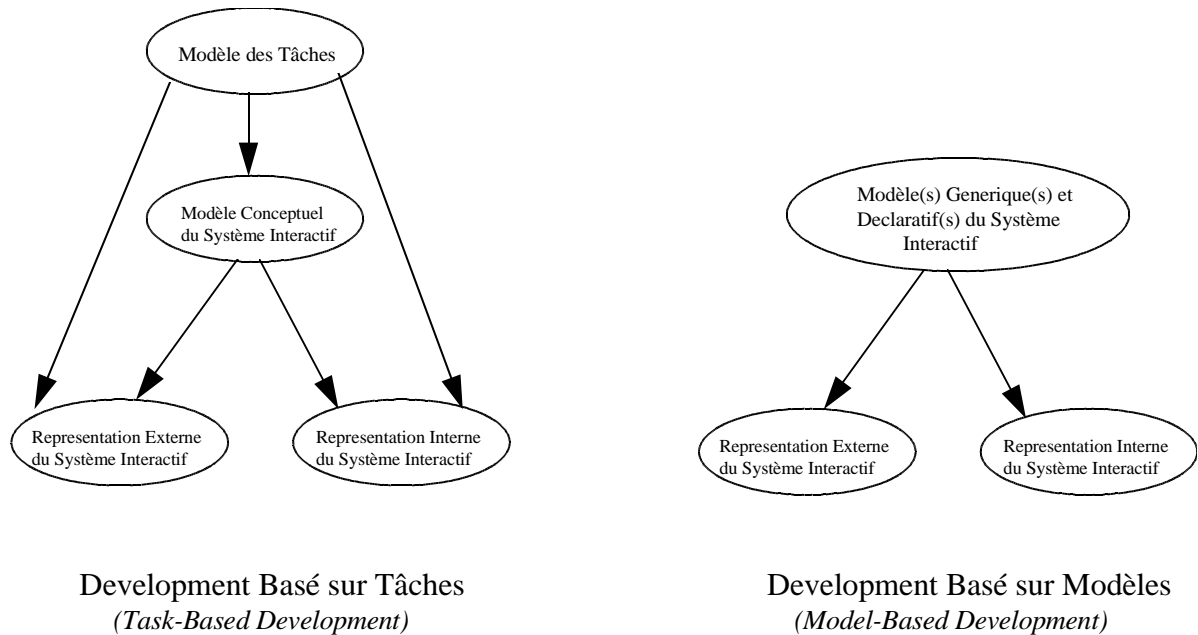 Modèle des Tâches
Modèle Conceptuel
du Système Interactif
Representation Externe
du Système Interactif
Representation Interne
du Système Interactif
Development Basé sur Tâches
(Task-Based Development)
Modèle(s) Generique(s) et
Declaratif(s) du Système
Interactif
Representation Externe
du Système Interactif
Representation Interne
du Système Interactif
Development Basé sur Modèles
(Model-Based Development)